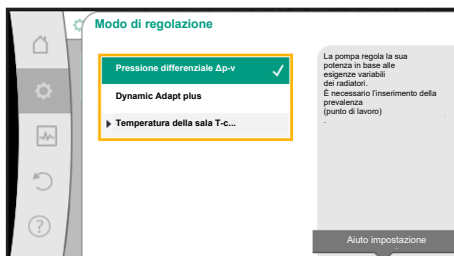 Modo di regolazione
Pressione differenziale Δp-v
Dynamic Adapt plus
Temperatura della sala T-c...
La pompa regola la sua
potenza in base alle
esigenze variabili
dei radiatori.
È necessario l'inserimento della
prevalenza
(punto di lavoro)
.
Aiuto impostazione